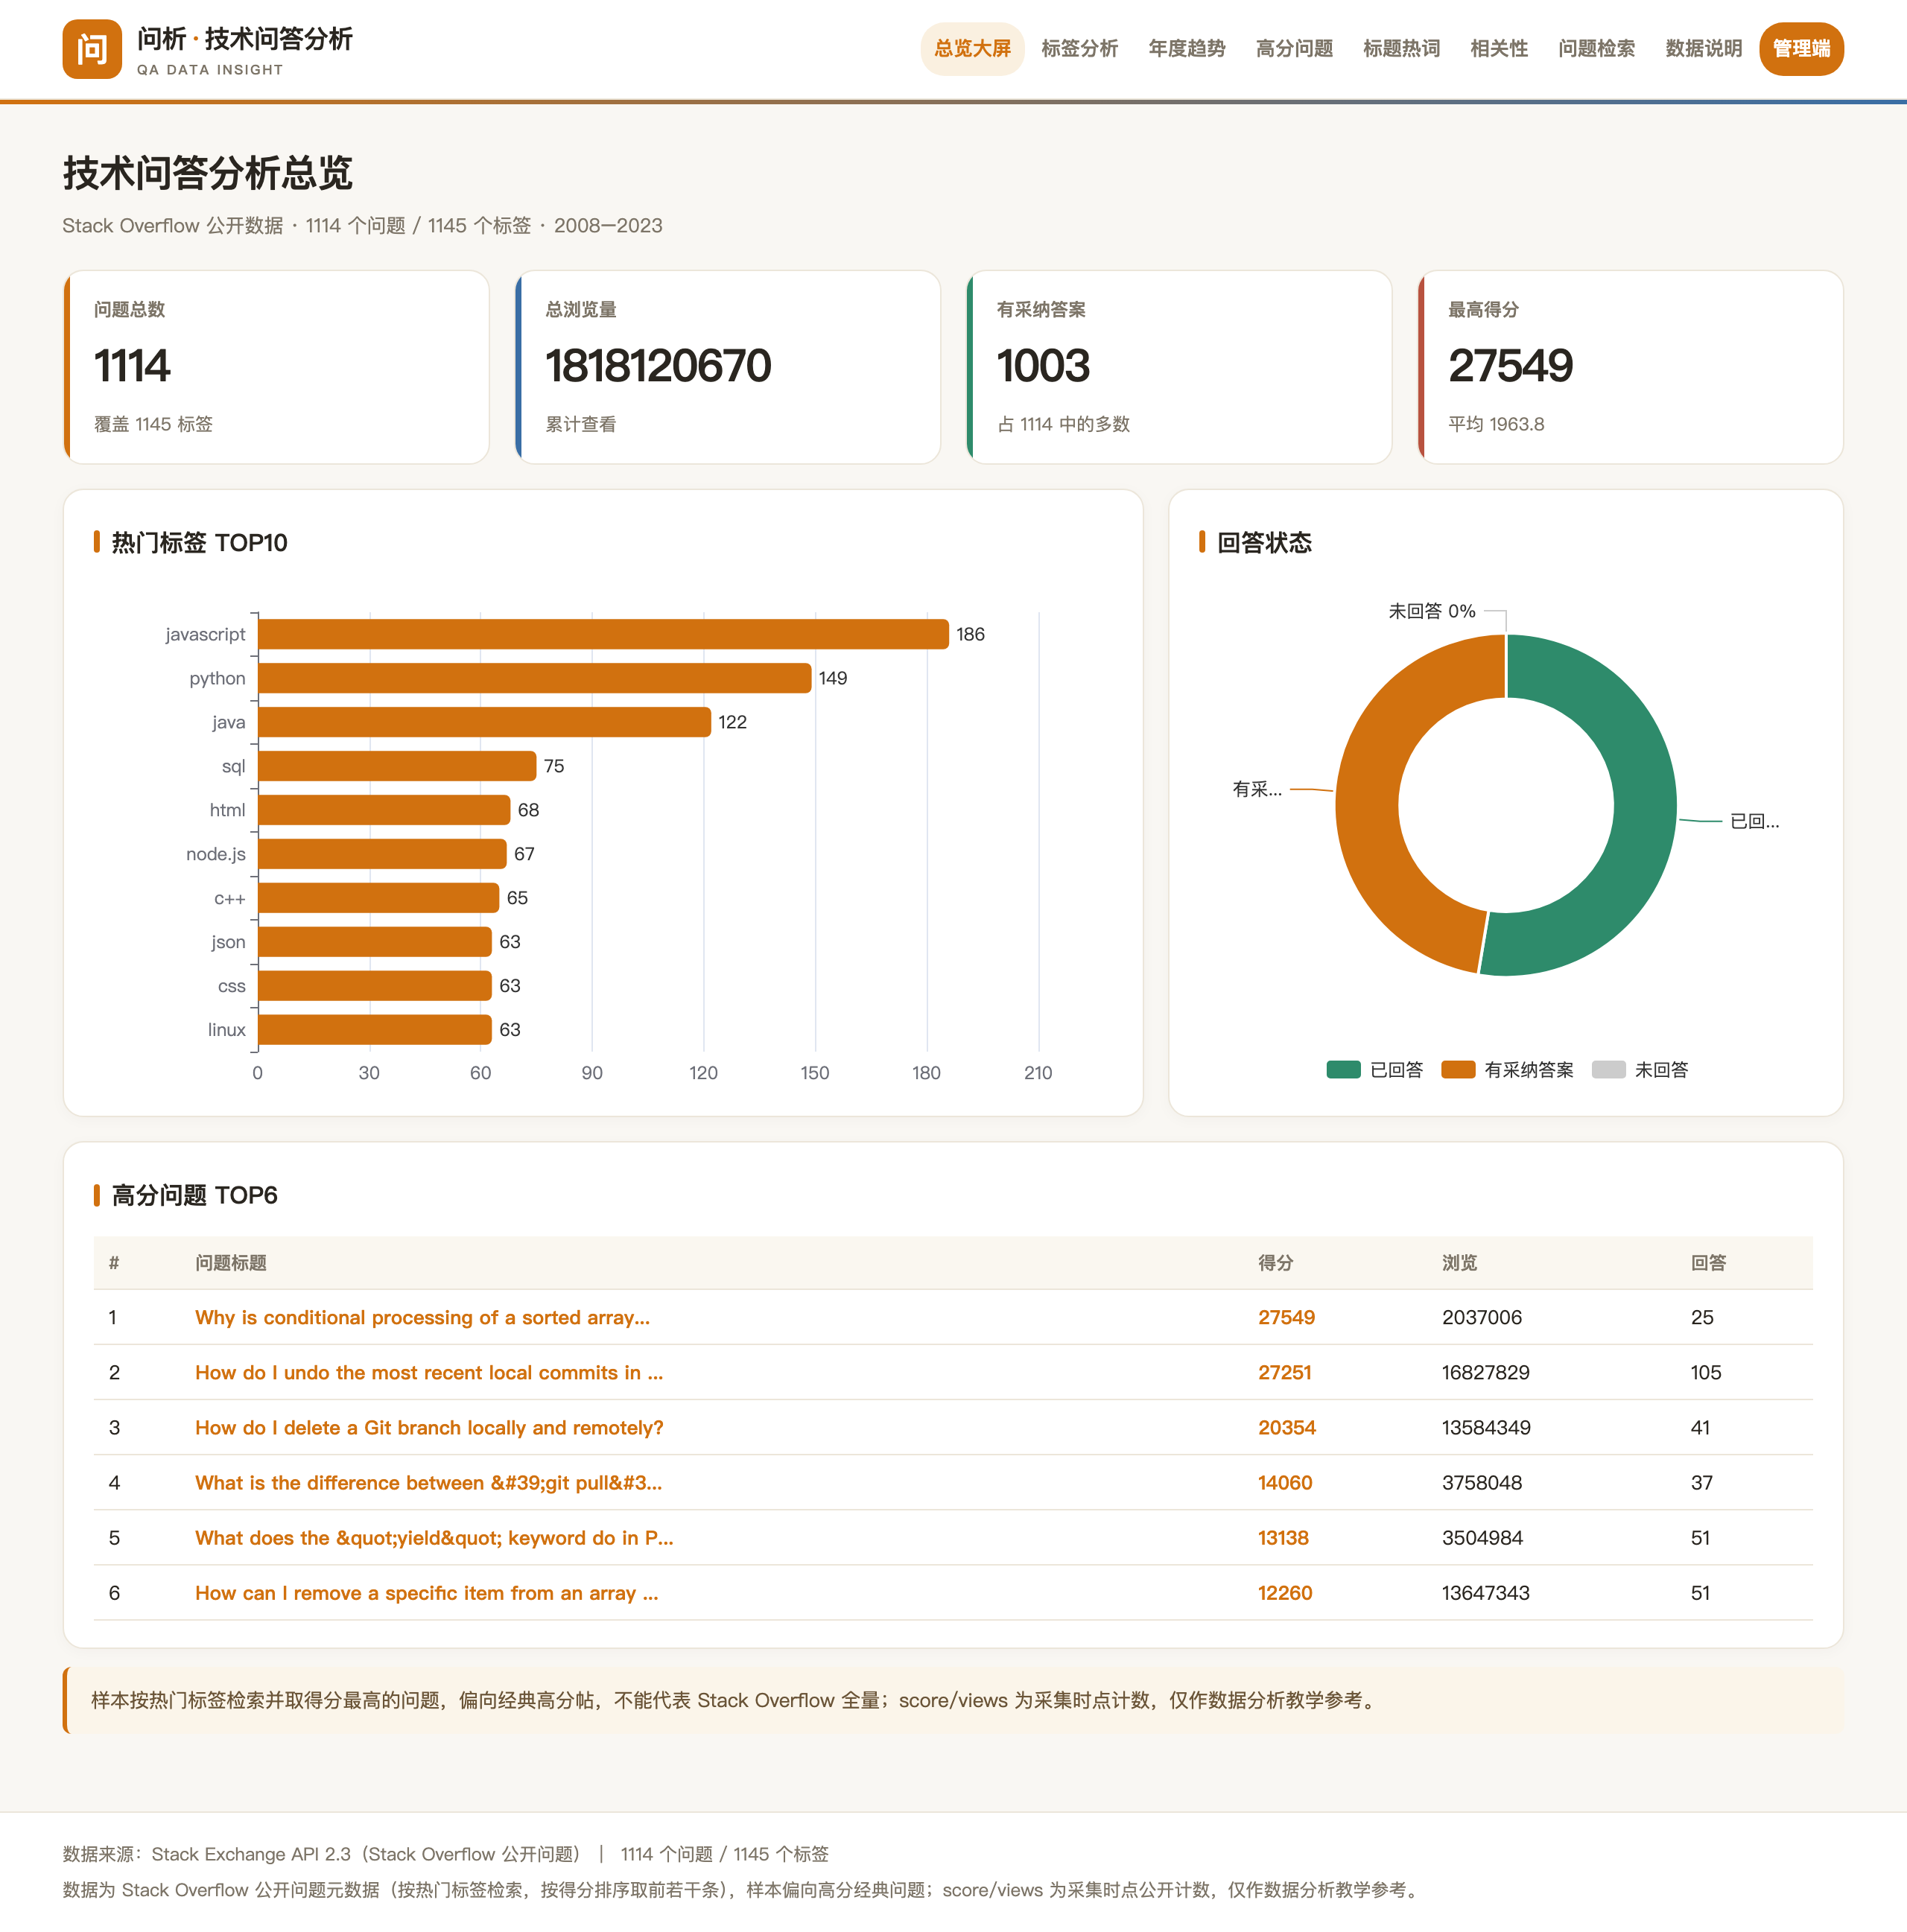 问
问析·技术问答分析
QA DATA INSIGHT
总览大屏 标签分析 年度趋势 高分问题 标题热词 相关性 问题检索 数据说明 管理端
技术问答分析总览
Stack Overflow 公开数据 · 1114 个问题 / 1145 个标签 · 2008—2023
问题总数
1114
覆盖 1145 标签
总浏览量
1818120670
累计查看
有采纳答案
1003
占 1114 中的多数
最高得分
27549
平均 1963.8
热门标签 TOP10
javascript 186
python 149
java 122
sql 75
html 68
node.js 67
c++ 65
json 63
css 63
linux 63
0 30 60 90 120 150 180 210
回答状态
未回答 0%
有采...
已回...
已回答 有采纳答案 未回答
高分问题 TOP6
# 问题标题 得分 浏览 回答
1 Why is conditional processing of a sorted array... 27549 2037006 25
2 How do I undo the most recent local commits in ... 27251 16827829 105
3 How do I delete a Git branch locally and remotely? 20354 13584349 41
4 What is the difference between &#39;git pull&#3... 14060 3758048 37
5 What does the &quot;yield&quot; keyword do in P... 13138 3504984 51
6 How can I remove a specific item from an array ... 12260 13647343 51
样本按热门标签检索并取得分最高的问题，偏向经典高分帖，不能代表 Stack Overflow 全量；score/views 为采集时点计数，仅作数据分析教学参考。
数据来源：Stack Exchange API 2.3（Stack Overflow 公开问题） | 1114 个问题 / 1145 个标签
数据为 Stack Overflow 公开问题元数据（按热门标签检索，按得分排序取前若干条），样本偏向高分经典问题；score/views 为采集时点公开计数，仅作数据分析教学参考。